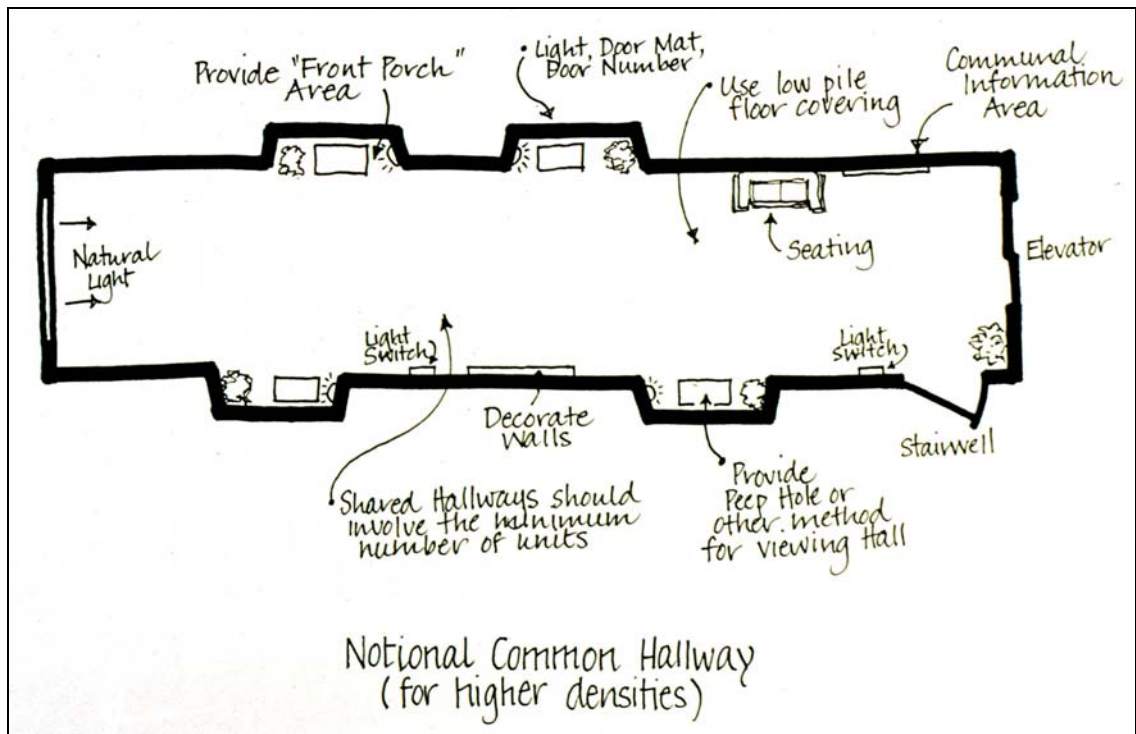 Provide "Front Porch"
Area
Light, Door Mat,
Door Number
Use low pile
floor covering
Communal
Information
Area
Natural
Light
Seating
Elevator
Light
Switch
Light
Switch
Decorate
Walls
Stairwell
Shared Hallways should
involve the minimum
number of units
Provide
Peep Hole or
other method
for viewing Hall
Notional Common Hallway
(for higher densities)